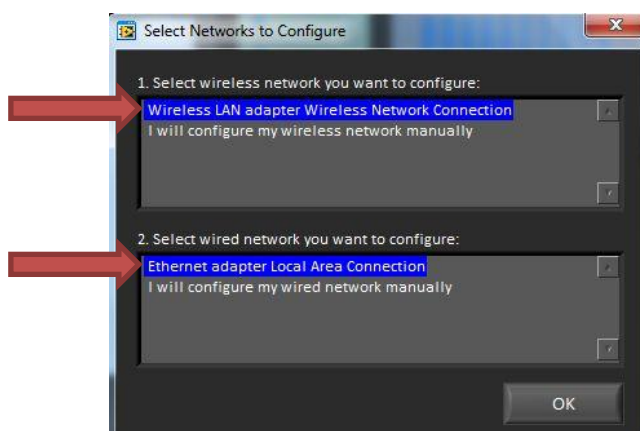 Select Networks to Configure
1. Select wireless network you want to configure:
Wireless LAN adapter Wireless Network Connection
I will configure my wireless network manually
2. Select wired network you want to configure:
Ethernet adapter Local Area Connection
I will configure my wired network manually
OK